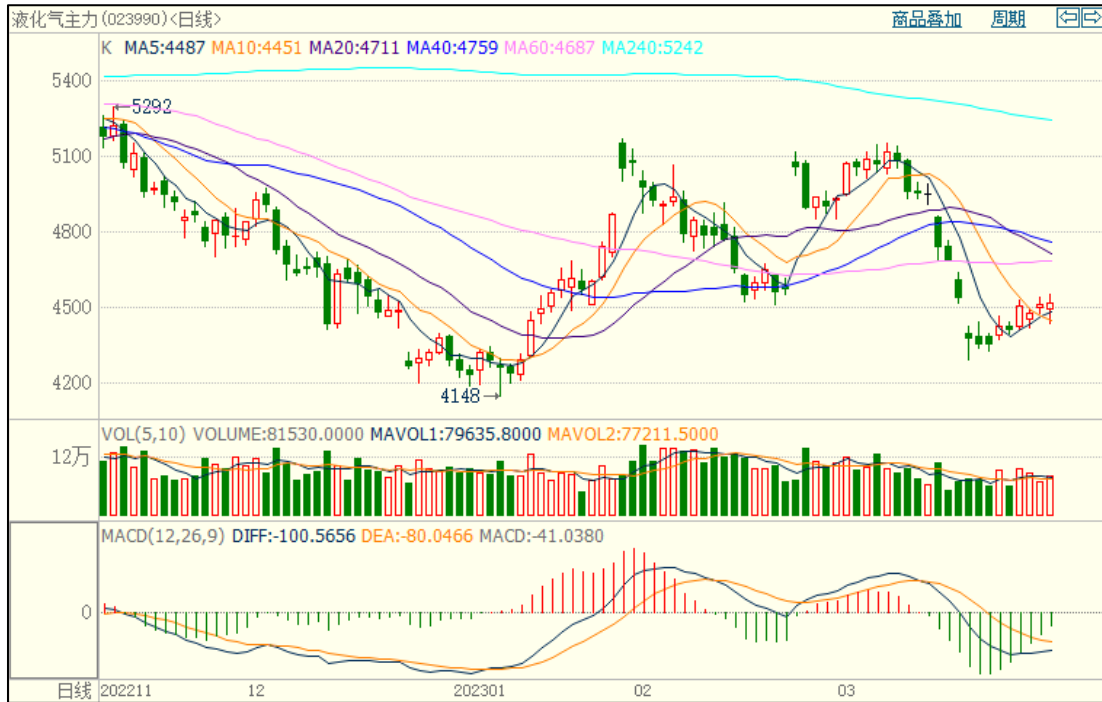 液化气主力(023990)<日线> 商品叠加 周期
K MA5:4487 MA10:4451 MA20:4711 MA40:4759 MA60:4687 MA240:5242
5400
5292
5100
4800
4500
4200
4148
VOL(5,10) VOLUME:81530.0000 MAVOL1:79635.8000 MAVOL2:77211.5000
12万
MACD(12,26,9) DIFF:-100.5656 DEA:-80.0466 MACD:-41.0380
0
日线 202211 12 202301 02 03